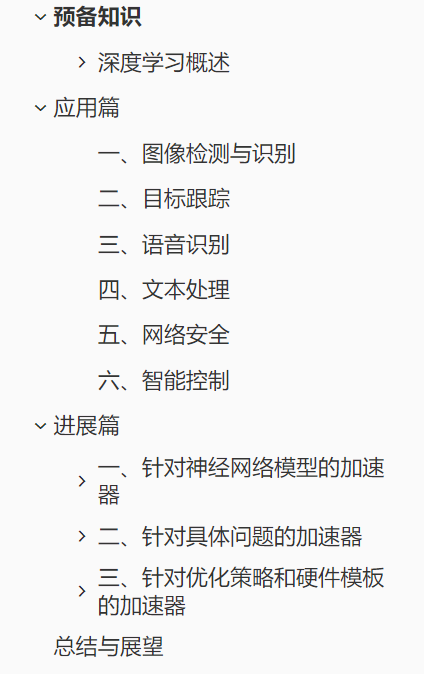 预备知识
深度学习概述
应用篇
一、图像检测与识别
二、目标跟踪
三、语音识别
四、文本处理
五、网络安全
六、智能控制
进展篇
一、针对神经网络模型的加速
器
二、针对具体问题的加速器
三、针对优化策略和硬件模板
的加速器
总结与展望